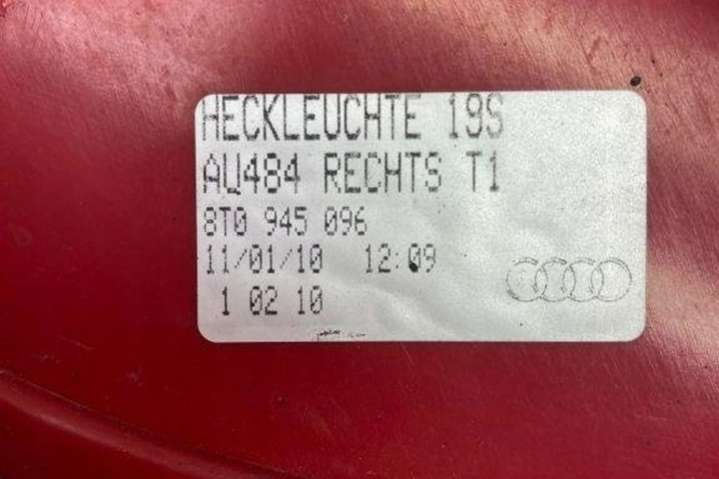 HECKLEUCHTE 19S
AU484 RECHTS T1
8T0 945 096
11/01/10 12:09
1 02 10